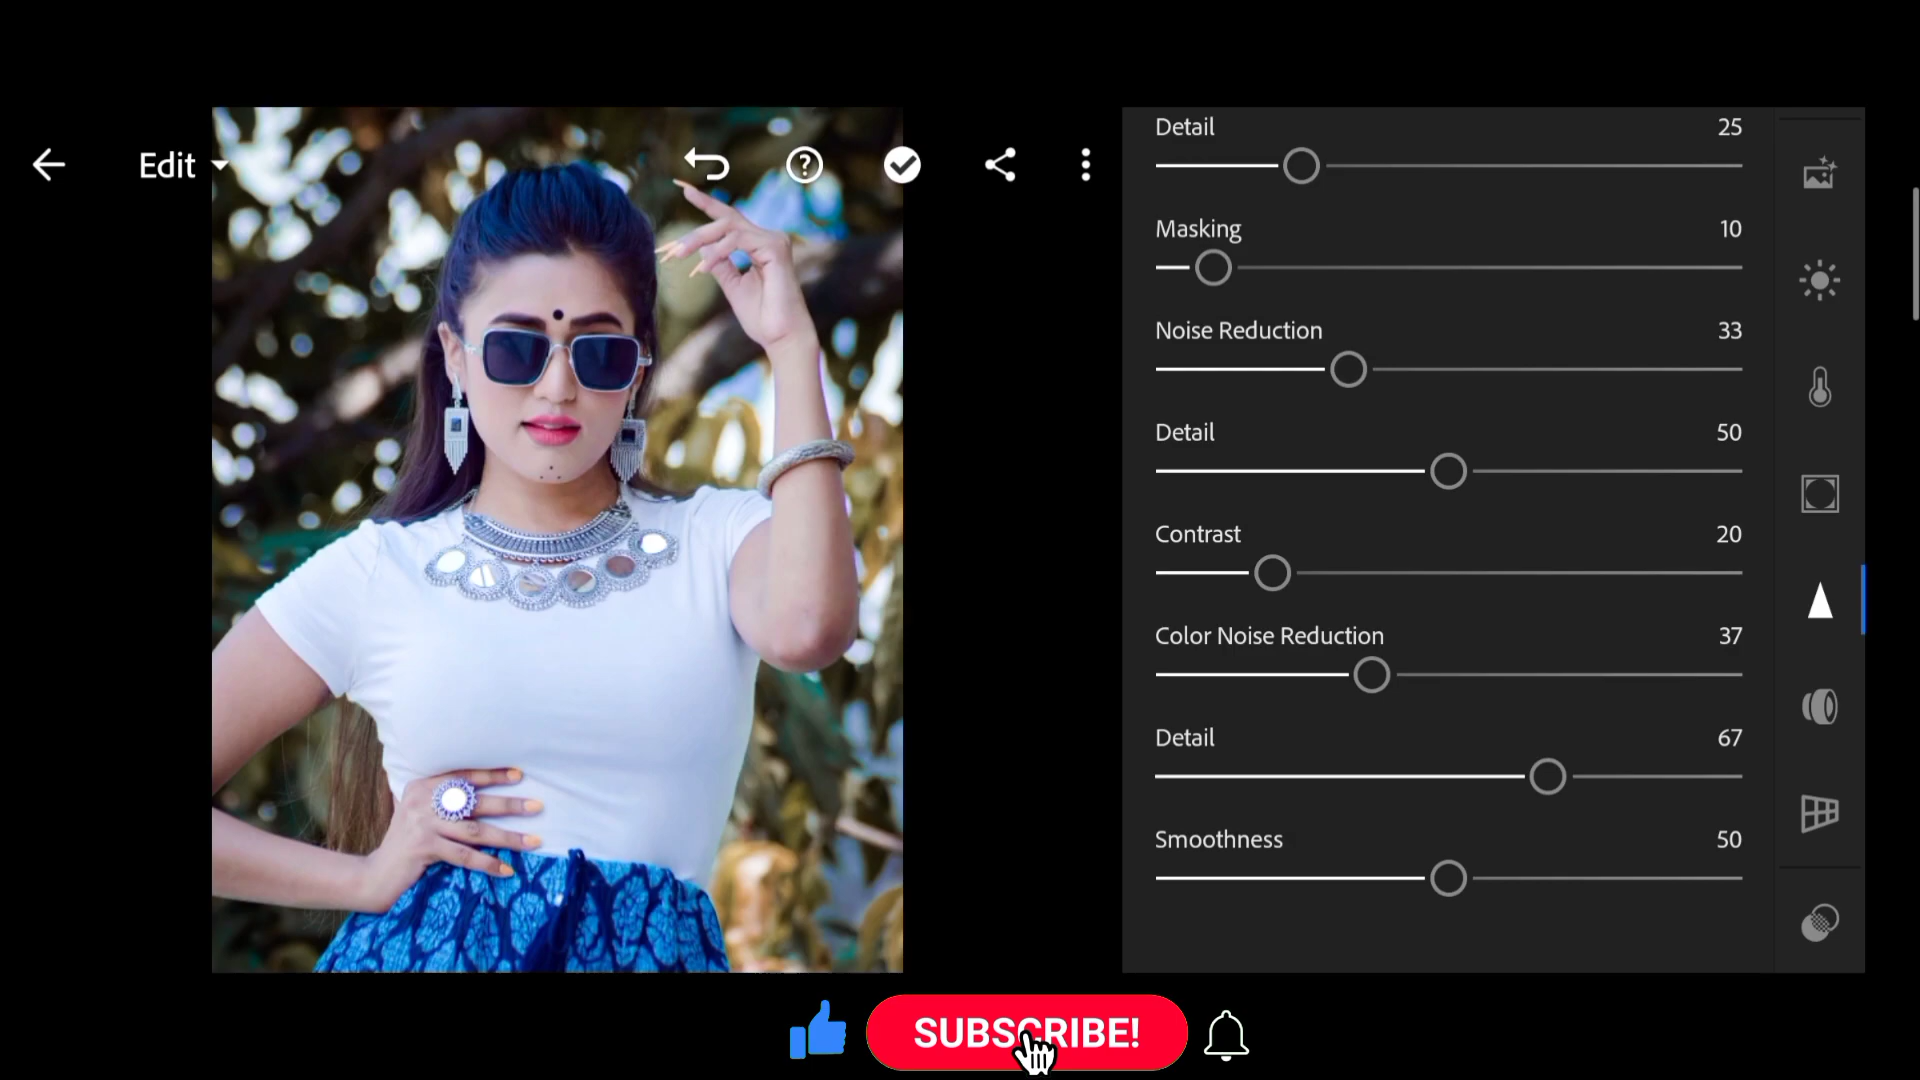 Edit
Detail 25
Masking 10
Noise Reduction 33
Detail 50
Contrast 20
Color Noise Reduction 37
Detail 67
Smoothness 50
SUBSCRIBE!